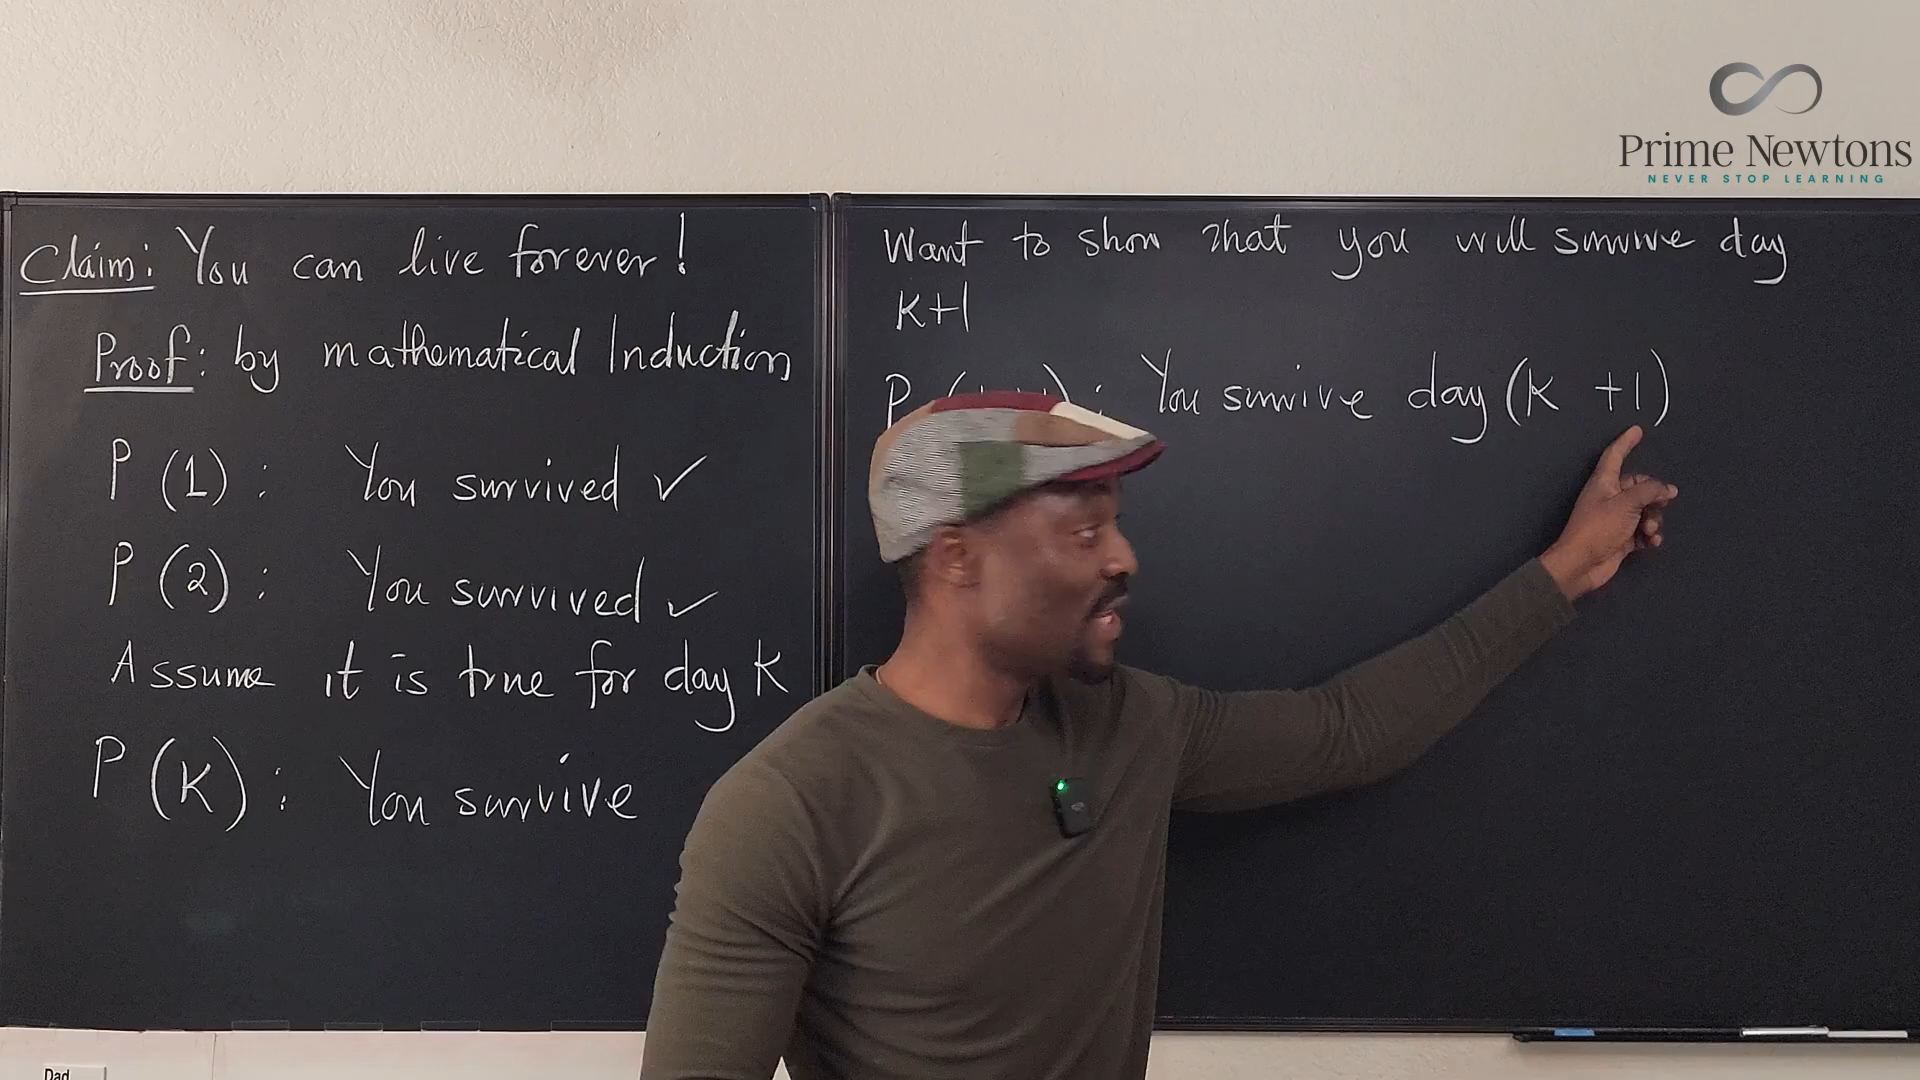 Prime Newtons
NEVER STOP LEARNING
Claim: You can live forever!
Proof: by mathematical Induction
P(1): You survived ✓
P(2): You survived ✓
Assume it is true for day K
P(K): You survive
Want to show that you will survive day
K+1
P : You survive day (K +1)
Dad